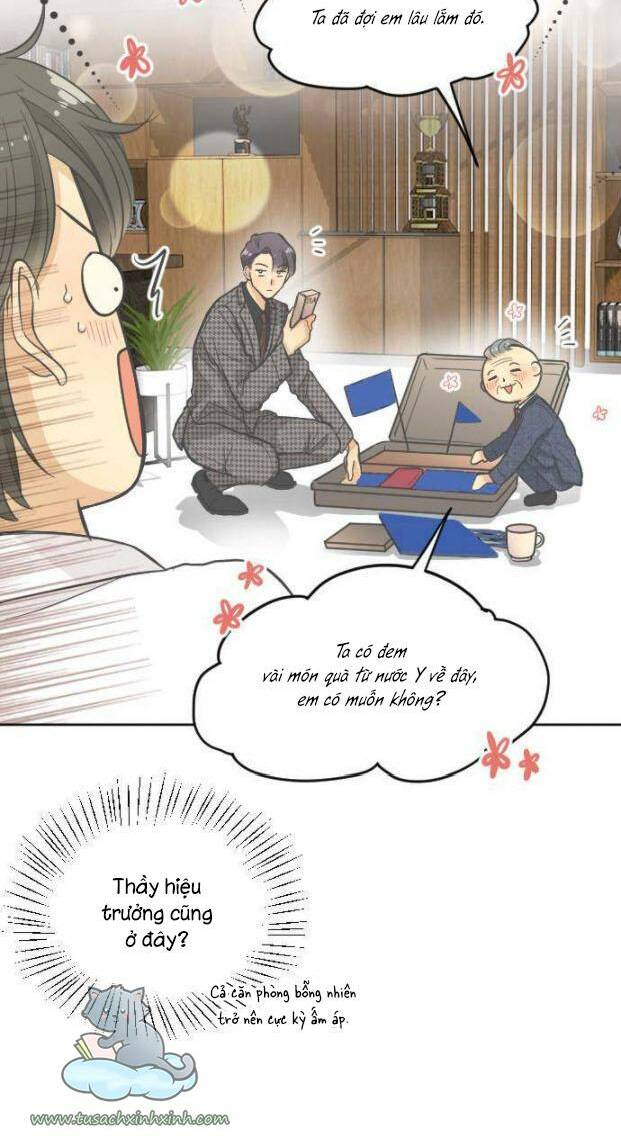 Ta đã đợi em lâu lắm đó.
Ta có đem
vài món quà từ nước Y về đây,
em có muốn không?
Thầy hiệu
trưởng cũng
ở đây?
Cả căn phòng bỗng nhiên
trở nên cực kỳ ấm áp.
www.tusachxinhxinh.com